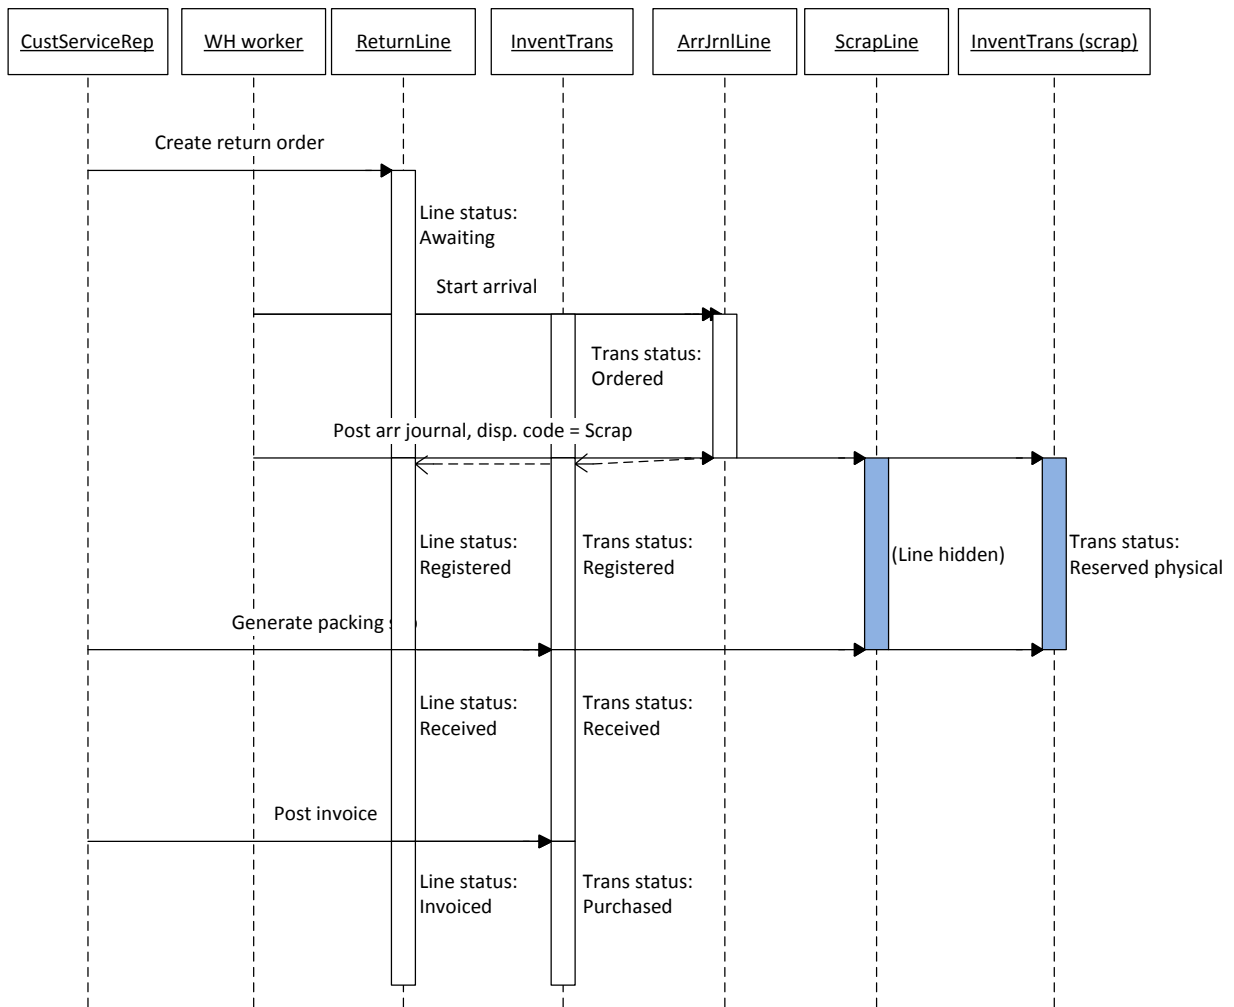 CustServiceRep
WH worker
ReturnLine
InventTrans
ArrJrnlLine
ScrapLine
InventTrans (scrap)
Create return order
Line status:
Awaiting
Start arrival
Trans status:
Ordered
Post arr journal, disp. code = Scrap
Line status:
Registered
Trans status:
Registered
(Line hidden)
Trans status:
Reserved physical
Generate packing
Line status:
Received
Trans status:
Received
Post invoice
Line status:
Invoiced
Trans status:
Purchased